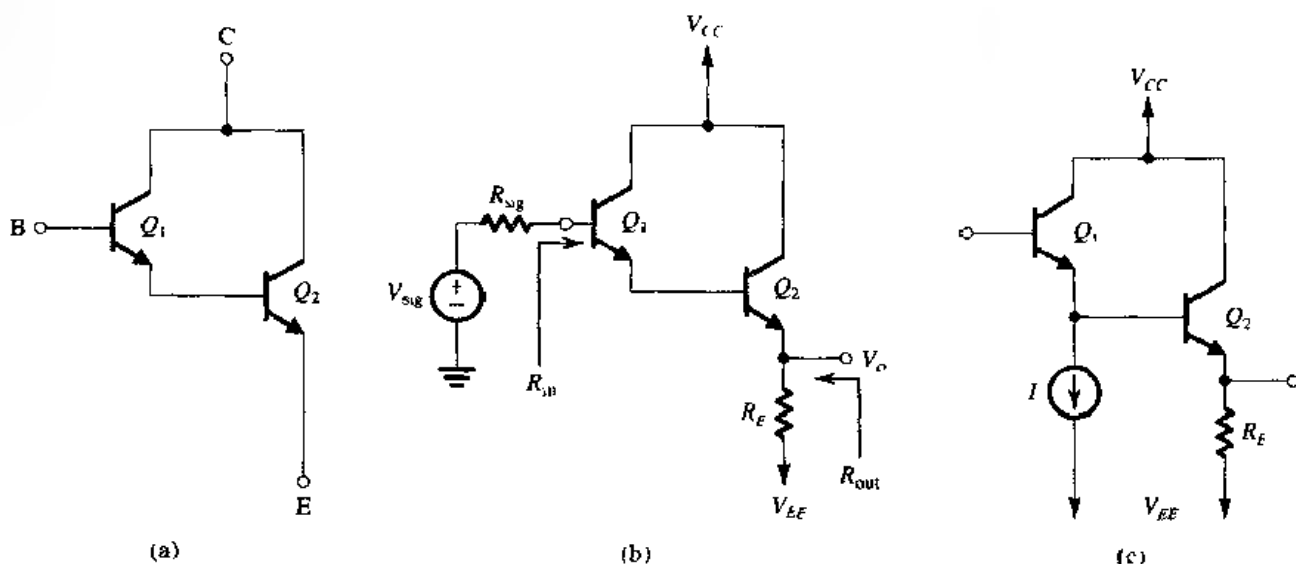 C
B
Q1
Q2
E
(a)
VCC
Rsig
Q1
Vsig
+
−
Q2
Rin
Vo
RE
Rout
VEE
(b)
VCC
Q1
Q2
I
RE
VEE
(c)